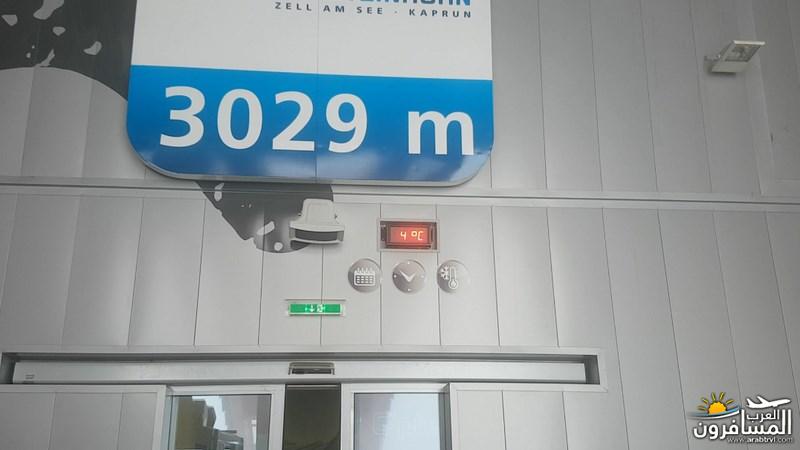 ZELL AM SEE · KAPRUN
3029 m
4°C
العرب
المسافرون
www.arabtrvl.com